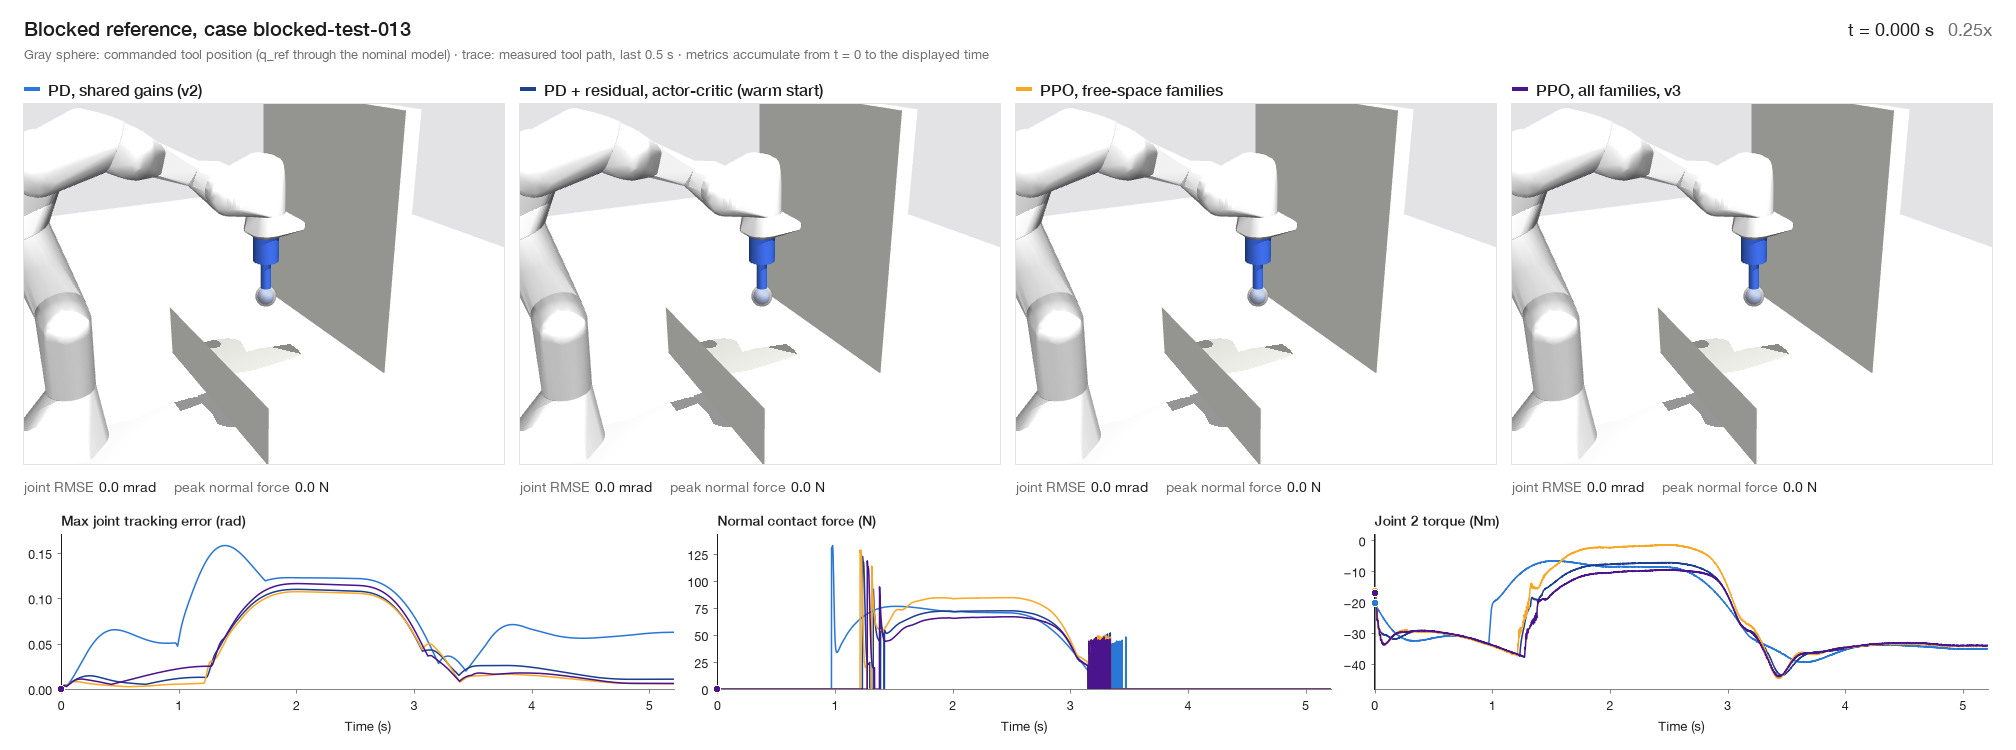 Blocked reference, case blocked-test-013
t = 0.000 s 0.25x
Gray sphere: commanded tool position (q_ref through the nominal model) · trace: measured tool path, last 0.5 s · metrics accumulate from t = 0 to the displayed time
PD, shared gains (v2)
PD + residual, actor-critic (warm start)
PPO, free-space families
PPO, all families, v3
joint RMSE 0.0 mrad peak normal force 0.0 N
joint RMSE 0.0 mrad peak normal force 0.0 N
joint RMSE 0.0 mrad peak normal force 0.0 N
joint RMSE 0.0 mrad peak normal force 0.0 N
Max joint tracking error (rad)
0.15
0.10
0.05
0.00
0 1 2 3 4 5
Time (s)
Normal contact force (N)
125
100
75
50
25
0
0 1 2 3 4 5
Time (s)
Joint 2 torque (Nm)
0
−10
−20
−30
−40
0 1 2 3 4 5
Time (s)